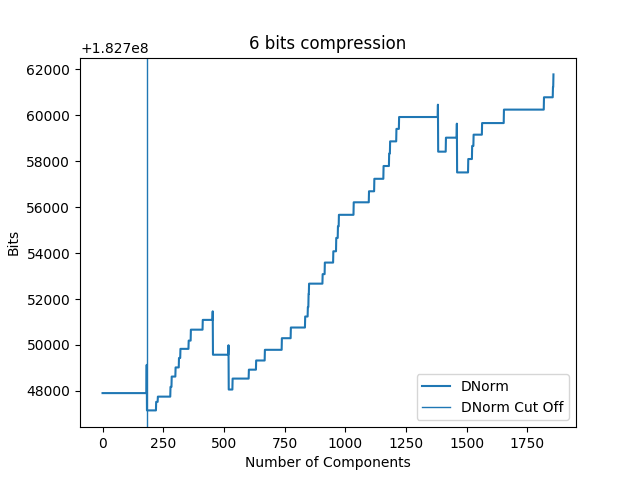 6 bits compression
+1.827e8
62000
60000
58000
56000
54000
52000
50000
48000
Bits
0 250 500 750 1000 1250 1500 1750
Number of Components
DNorm
DNorm Cut Off